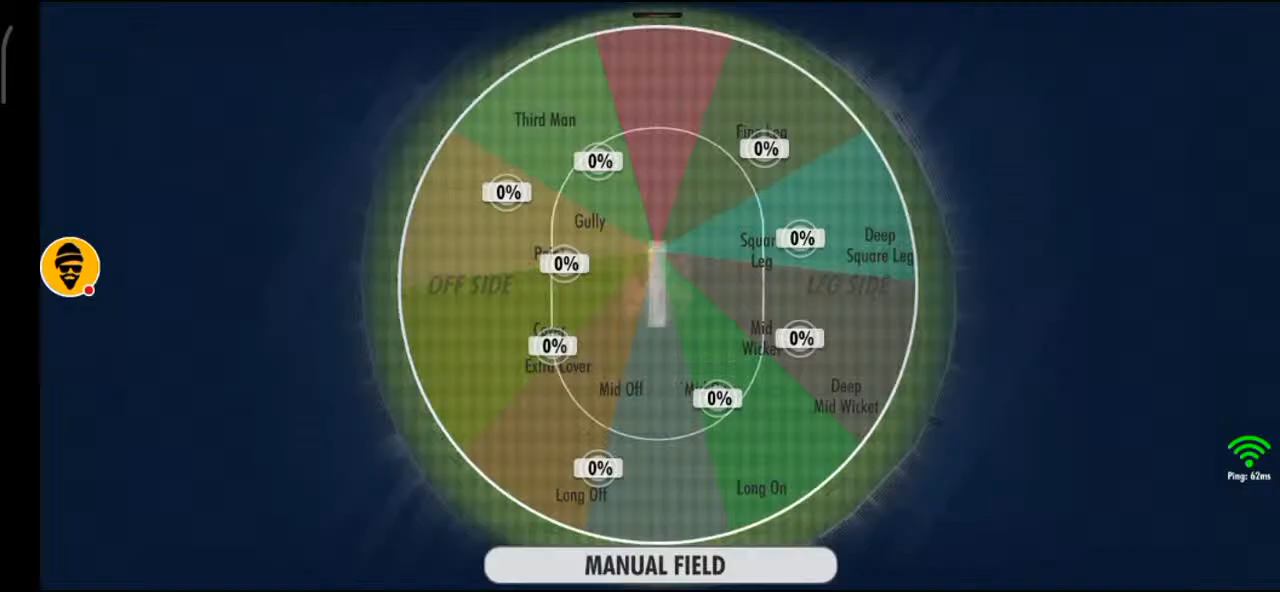 Third Man
Fine Leg
0%
0%
0%
Gully
Square
Leg
0%
Deep
Square Leg
Point
0%
OFF SIDE
LEG SIDE
Cover
0%
Extra Cover
Mid
Wicket
0%
Mid Off
0%
Deep
Mid Wicket
0%
Long Off
Long On
MANUAL FIELD
Ping: 62ms